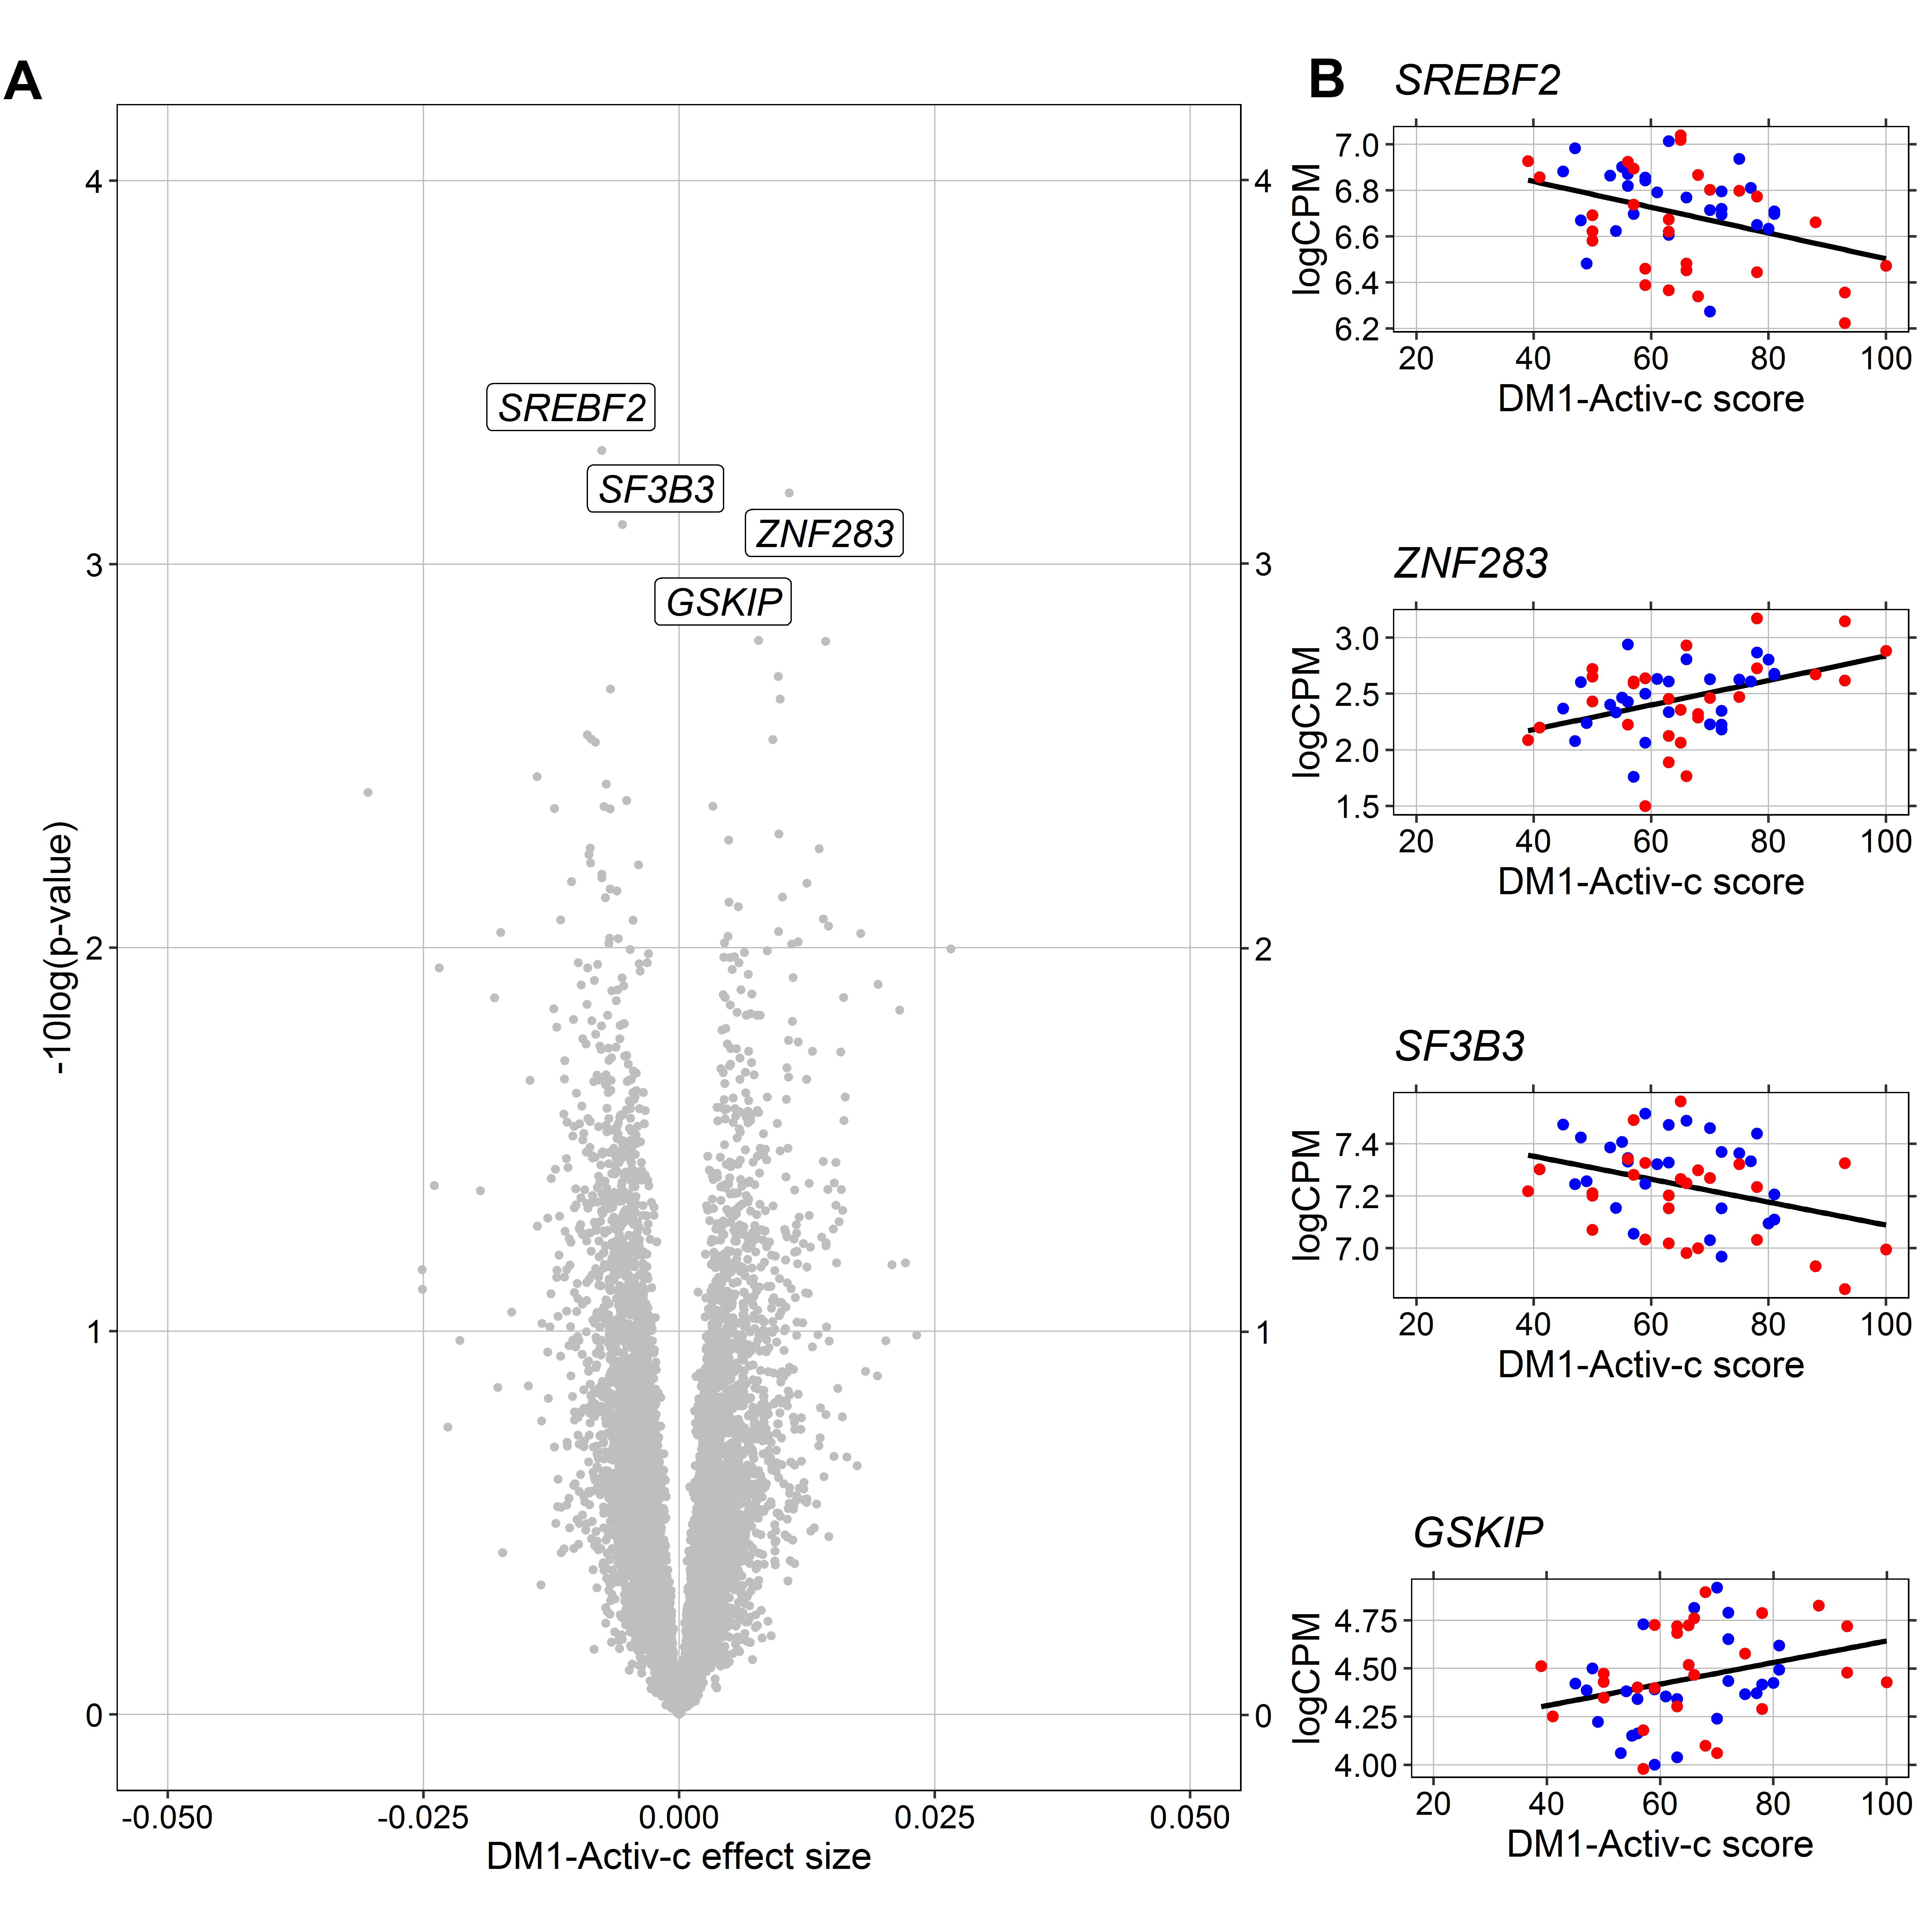 A
4
3
2
1
0
4
3
2
1
0
-10log(p-value)
SREBF2
SF3B3
ZNF283
GSKIP
-0.050 -0.025 0.000 0.025 0.050
DM1-Activ-c effect size
B
SREBF2
logCPM
7.0
6.8
6.6
6.4
6.2
20 40 60 80 100
DM1-Activ-c score
ZNF283
logCPM
3.0
2.5
2.0
1.5
20 40 60 80 100
DM1-Activ-c score
SF3B3
logCPM
7.4
7.2
7.0
20 40 60 80 100
DM1-Activ-c score
GSKIP
logCPM
4.75
4.50
4.25
4.00
20 40 60 80 100
DM1-Activ-c score